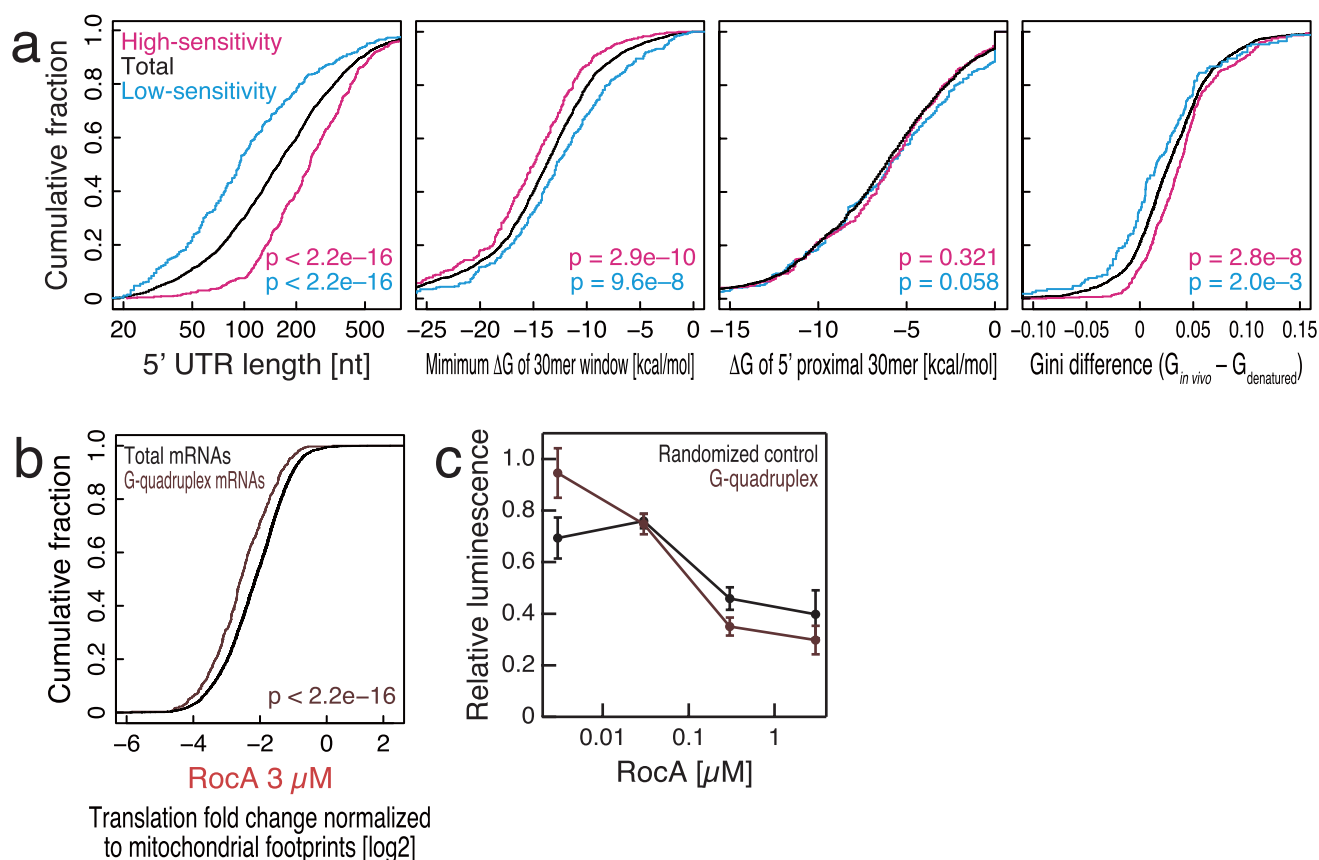 a
Cumulative fraction
1.0
0.8
0.6
0.4
0.2
0
High-sensitivity
Total
Low-sensitivity
p < 2.2e−16
p < 2.2e−16
20 50 100 200 500
5' UTR length [nt]
p = 2.9e−10
p = 9.6e−8
−25 −20 −15 −10 −5 0
Mimimum ΔG of 30mer window [kcal/mol]
p = 0.321
p = 0.058
−15 −10 −5 0
ΔG of 5' proximal 30mer [kcal/mol]
p = 2.8e−8
p = 2.0e−3
−0.10 −0.05 0 0.05 0.10 0.15
Gini difference (G in vivo − G denatured)
b
Cumulative fraction
1.0
0.8
0.6
0.4
0.2
0
Total mRNAs
G-quadruplex mRNAs
p < 2.2e−16
−6 −4 −2 0 2
RocA 3 µM
Translation fold change normalized
to mitochondrial footprints [log2]
c
Relative luminescence
1.0
0.8
0.6
0.4
0.2
0
Randomized control
G-quadruplex
0.01 0.1 1
RocA [µM]